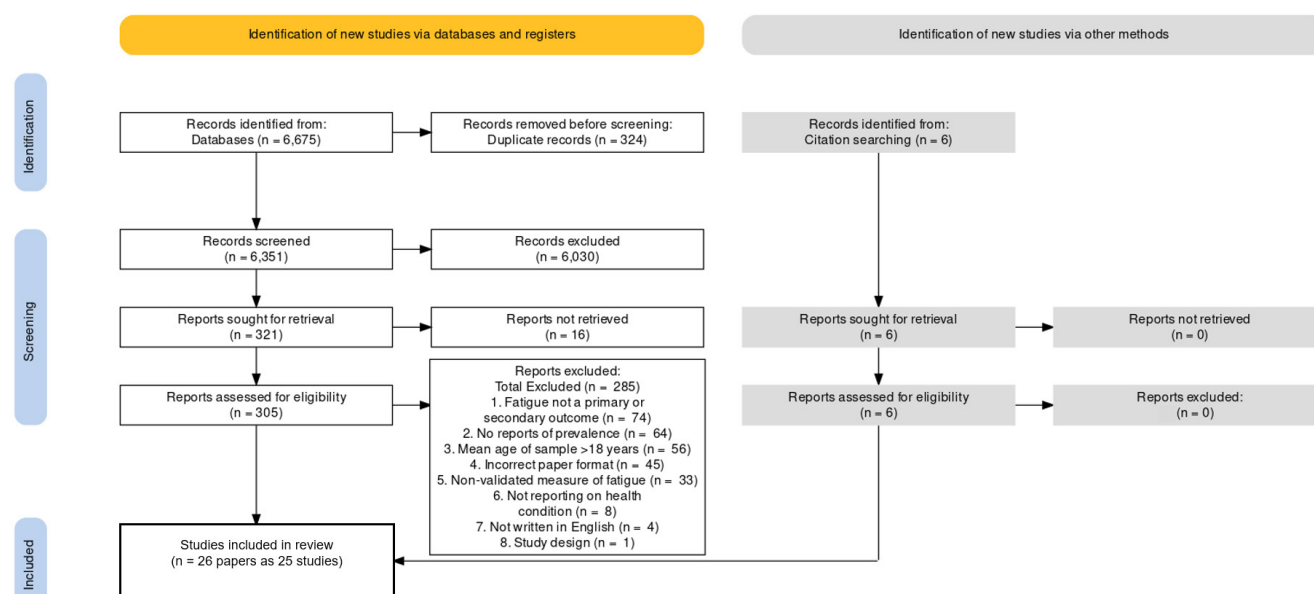 Identification of new studies via databases and registers
Identification of new studies via other methods
Identification
Records identified from:
Databases (n = 6,675)
Records removed before screening:
Duplicate records (n = 324)
Records identified from:
Citation searching (n = 6)
Screening
Records screened
(n = 6,351)
Records excluded
(n = 6,030)
Reports sought for retrieval
(n = 321)
Reports not retrieved
(n = 16)
Reports sought for retrieval
(n = 6)
Reports not retrieved
(n = 0)
Reports assessed for eligibility
(n = 305)
Reports excluded:
Total Excluded (n = 285)
1. Fatigue not a primary or
secondary outcome (n = 74)
2. No reports of prevalence (n = 64)
3. Mean age of sample >18 years (n = 56)
4. Incorrect paper format (n = 45)
5. Non-validated measure of fatigue (n = 33)
6. Not reporting on health
condition (n = 8)
7. Not written in English (n = 4)
8. Study design (n = 1)
Reports assessed for eligibility
(n = 6)
Reports excluded:
(n = 0)
Included
Studies included in review
(n = 26 papers as 25 studies)